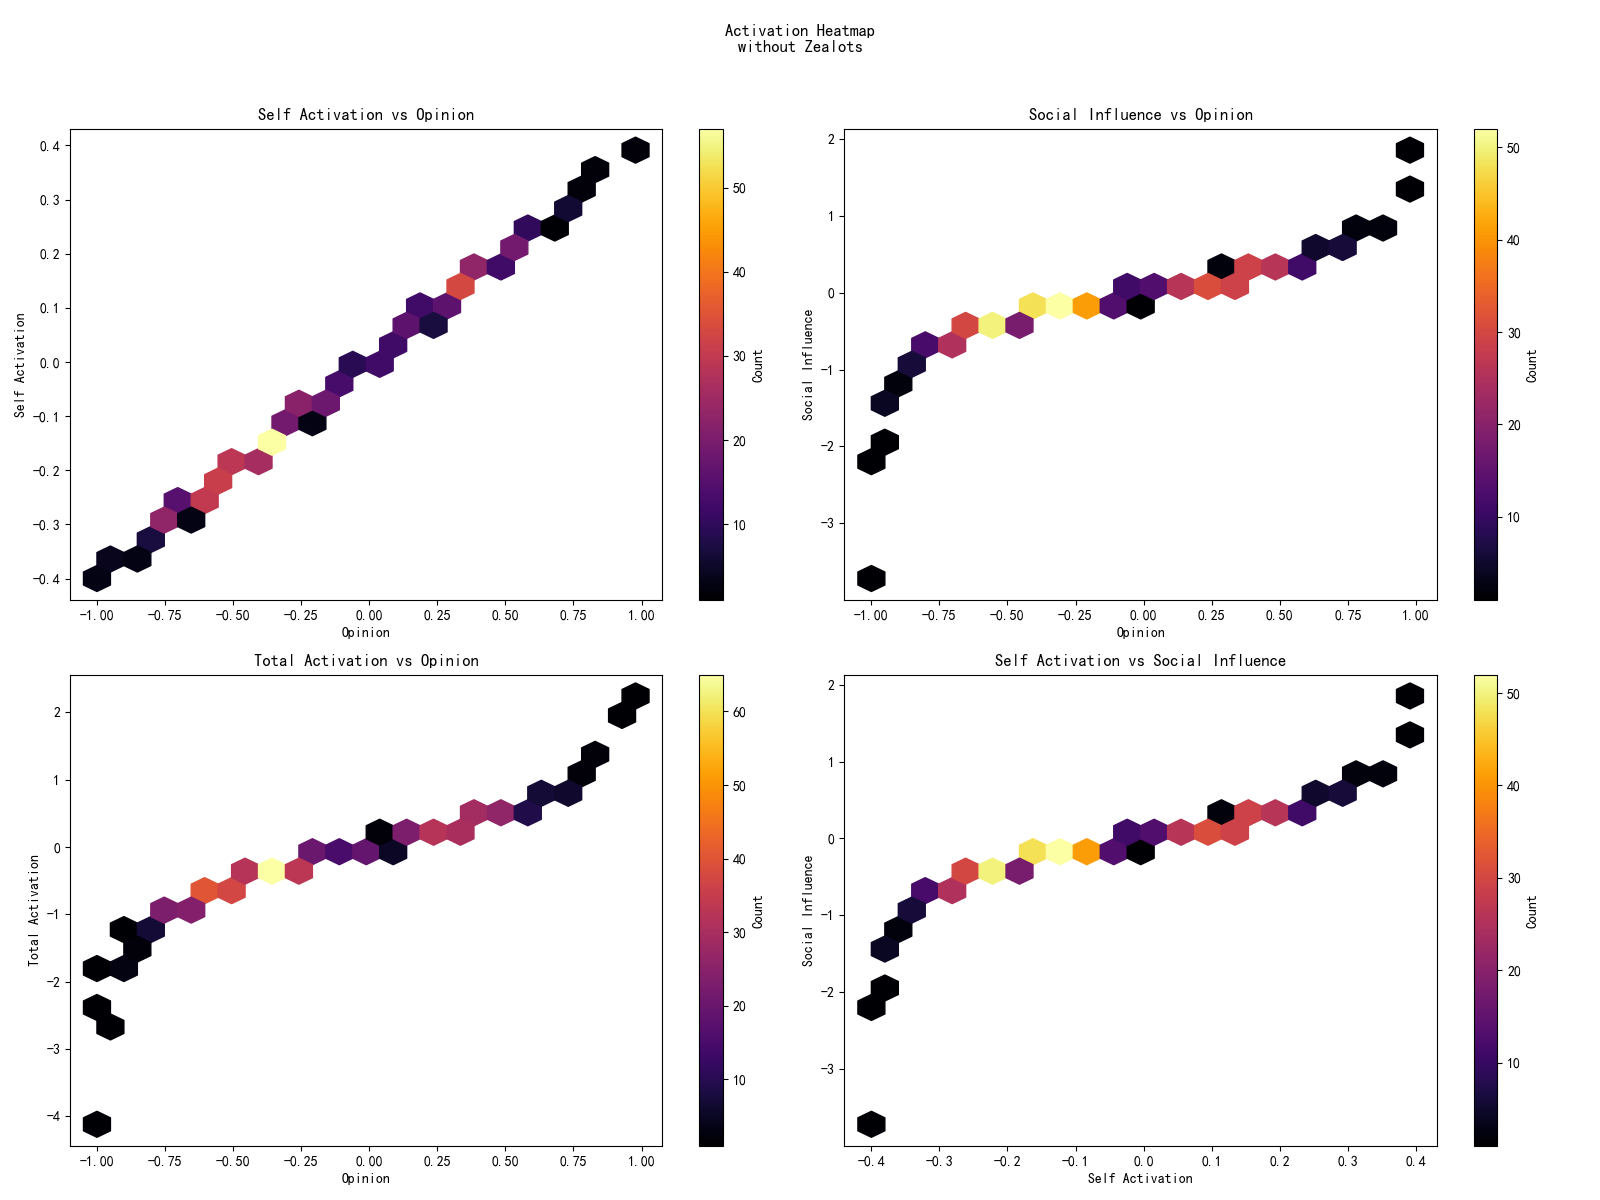 Activation Heatmap
without Zealots
Self Activation vs Opinion
Self Activation
0.4
0.3
0.2
0.1
0.0
−0.1
−0.2
−0.3
−0.4
−1.00 −0.75 −0.50 −0.25 0.00 0.25 0.50 0.75 1.00
Opinion
50
40
30
20
10
Count
Social Influence vs Opinion
Social Influence
2
1
0
−1
−2
−3
−1.00 −0.75 −0.50 −0.25 0.00 0.25 0.50 0.75 1.00
Opinion
50
40
30
20
10
Count
Total Activation vs Opinion
Total Activation
2
1
0
−1
−2
−3
−4
−1.00 −0.75 −0.50 −0.25 0.00 0.25 0.50 0.75 1.00
Opinion
60
50
40
30
20
10
Count
Self Activation vs Social Influence
Social Influence
2
1
0
−1
−2
−3
−0.4 −0.3 −0.2 −0.1 0.0 0.1 0.2 0.3 0.4
Self Activation
50
40
30
20
10
Count